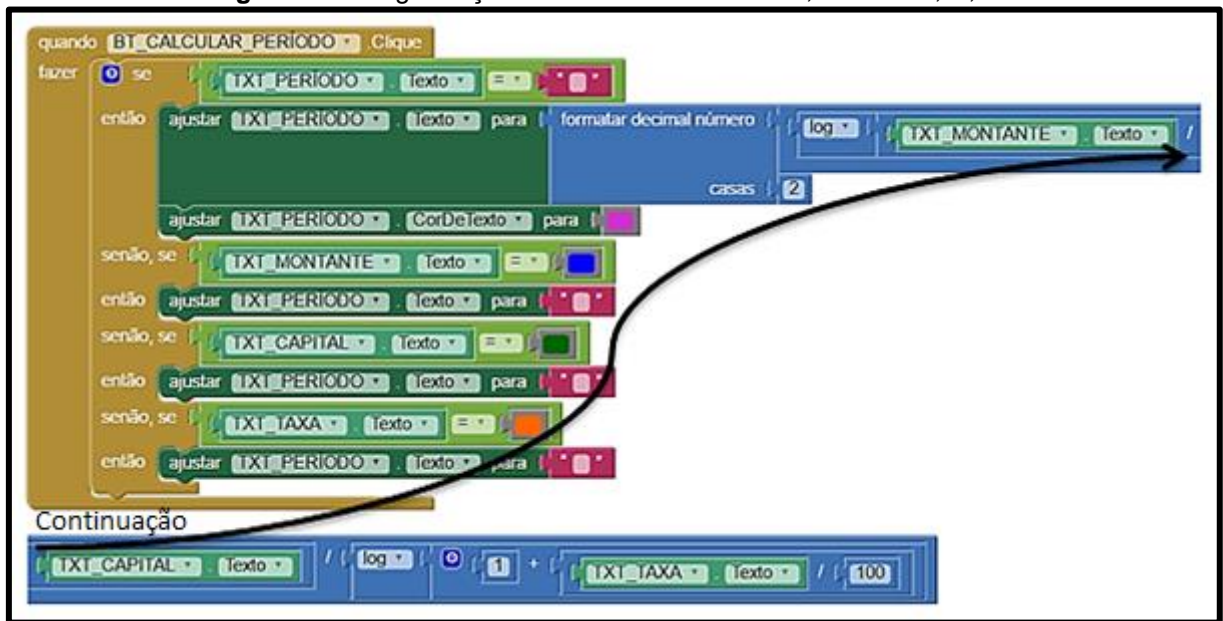 quando BT_CALCULAR_PERÍODO .Clique
fazer se TXT_PERÍODO . Texto = " "
então ajustar TXT_PERÍODO . Texto para formatar decimal número log TXT_MONTANTE . Texto /
casas 2
ajustar TXT_PERÍODO . CorDeTexto para
senão, se TXT_MONTANTE . Texto =
então ajustar TXT_PERÍODO . Texto para " "
senão, se TXT_CAPITAL . Texto =
então ajustar TXT_PERÍODO . Texto para " "
senão, se TXT_TAXA . Texto =
então ajustar TXT_PERÍODO . Texto para " "
Continuação
TXT_CAPITAL . Texto / log 1 + TXT_TAXA . Texto / 100